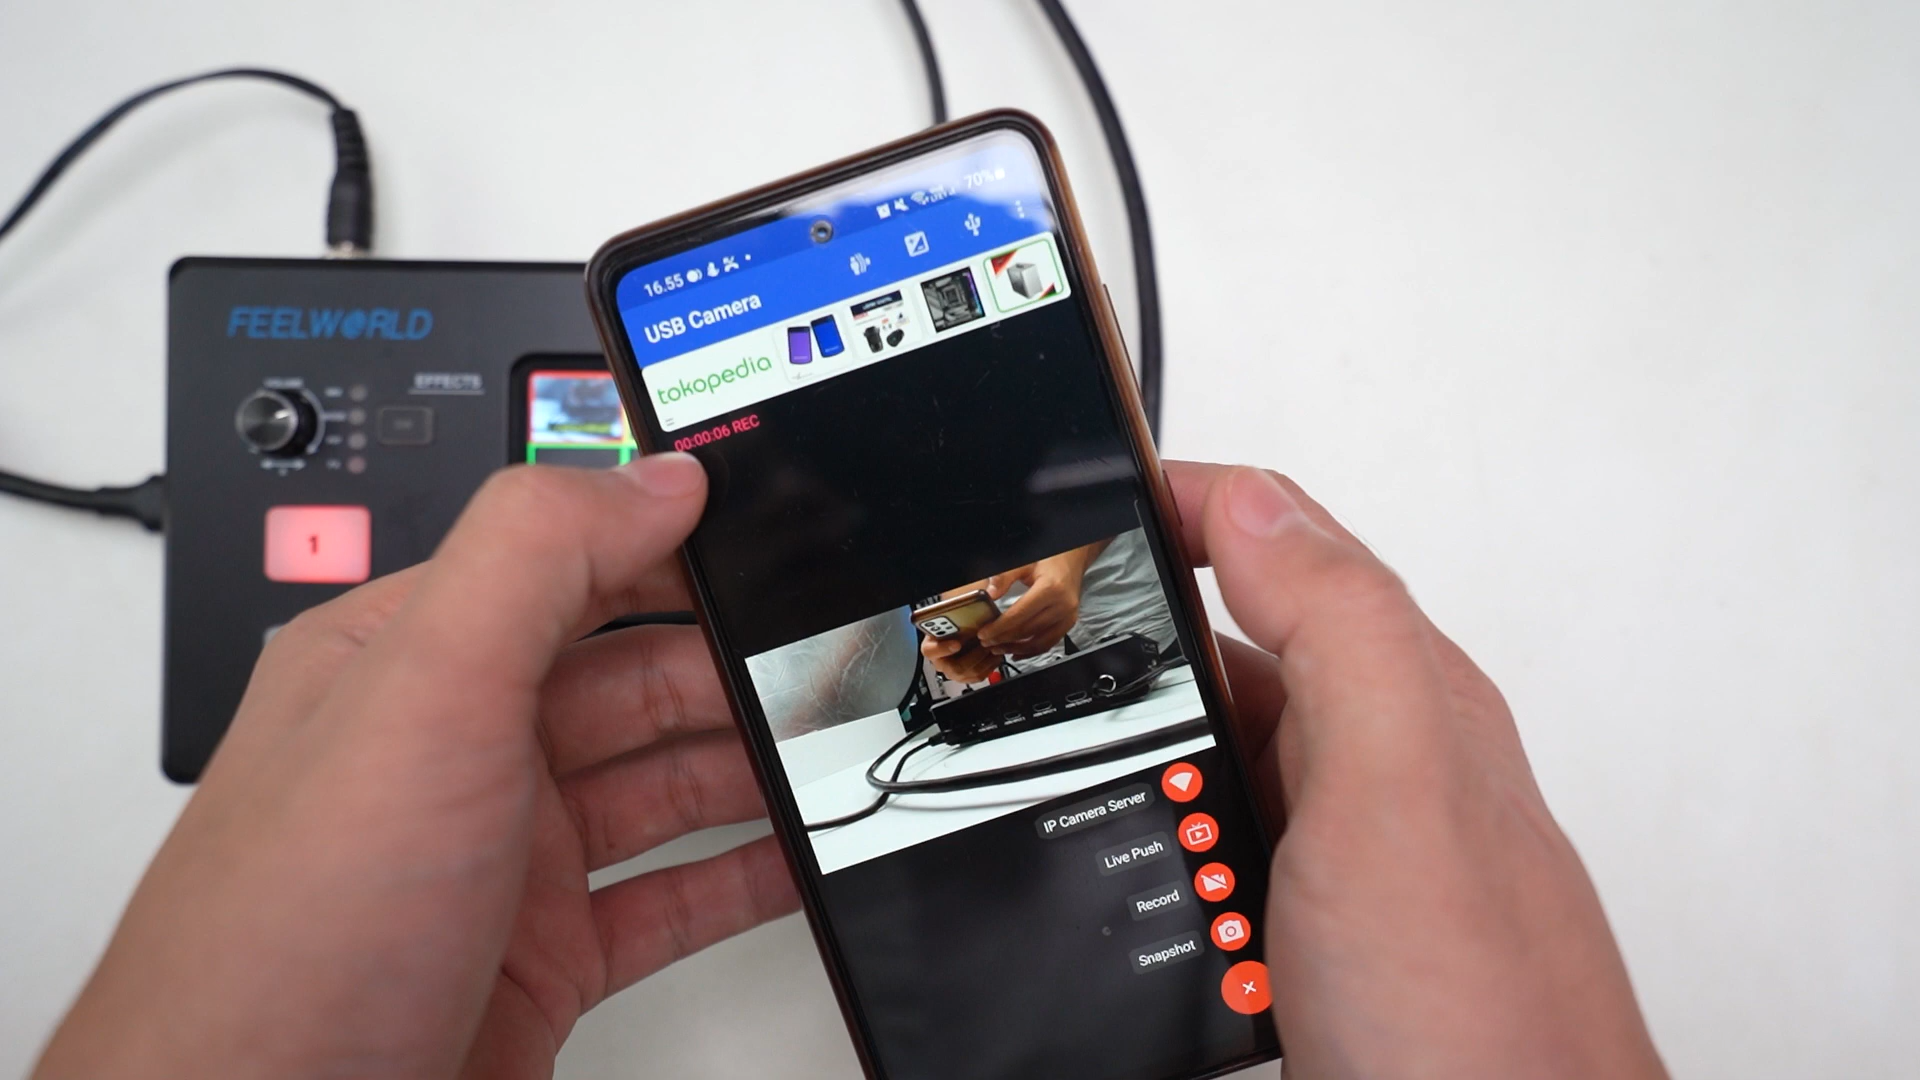 FEELWORLD
VOLUME
EFFECTS
1
16.55
70%
USB Camera
tokopedia
00:00:06 REC
IP Camera Server
Live Push
Record
Snapshot